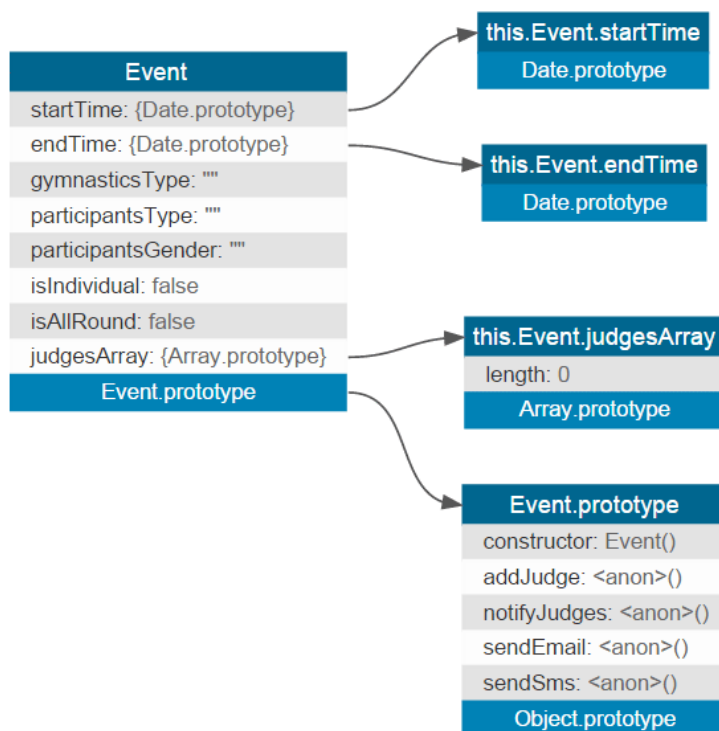 Event
startTime: {Date.prototype}
endTime: {Date.prototype}
gymnasticsType: ""
participantsType: ""
participantsGender: ""
isIndividual: false
isAllRound: false
judgesArray: {Array.prototype}
Event.prototype
this.Event.startTime
Date.prototype
this.Event.endTime
Date.prototype
this.Event.judgesArray
length: 0
Array.prototype
Event.prototype
constructor: Event()
addJudge: <anon>()
notifyJudges: <anon>()
sendEmail: <anon>()
sendSms: <anon>()
Object.prototype